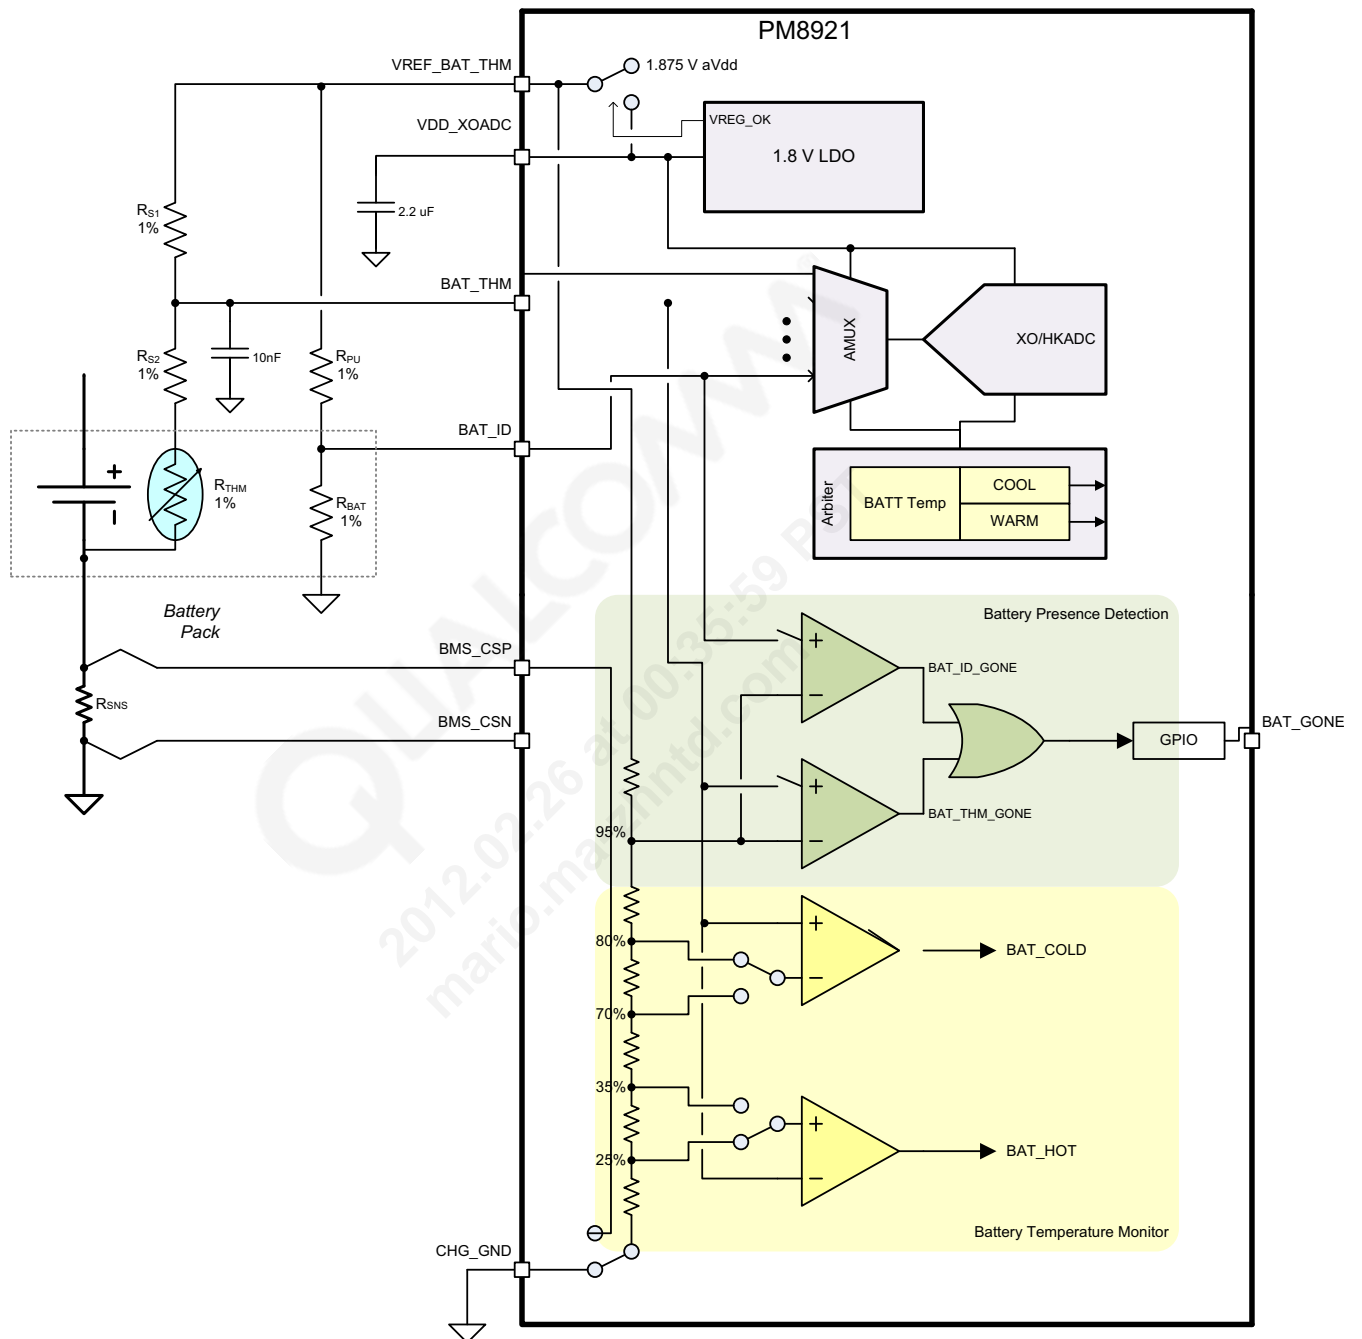 PM8921
VREF_BAT_THM
1.875 V aVdd
VDD_XOADC
VREG_OK
1.8 V LDO
2.2 uF
RS1
1%
BAT_THM
RS2
1%
10nF
RPU
1%
AMUX
XO/HKADC
BAT_ID
+
-
RTHM
1%
RBAT
1%
Arbiter
BATT Temp
COOL
WARM
Battery
Pack
Battery Presence Detection
BMS_CSP
RSNS
BMS_CSN
+
-
BAT_ID_GONE
GPIO
BAT_GONE
+
-
BAT_THM_GONE
95%
80%
+
-
BAT_COLD
70%
35%
25%
+
-
BAT_HOT
Battery Temperature Monitor
CHG_GND
QUALCOMM®
2012.02.26 at 00:35:59 PST